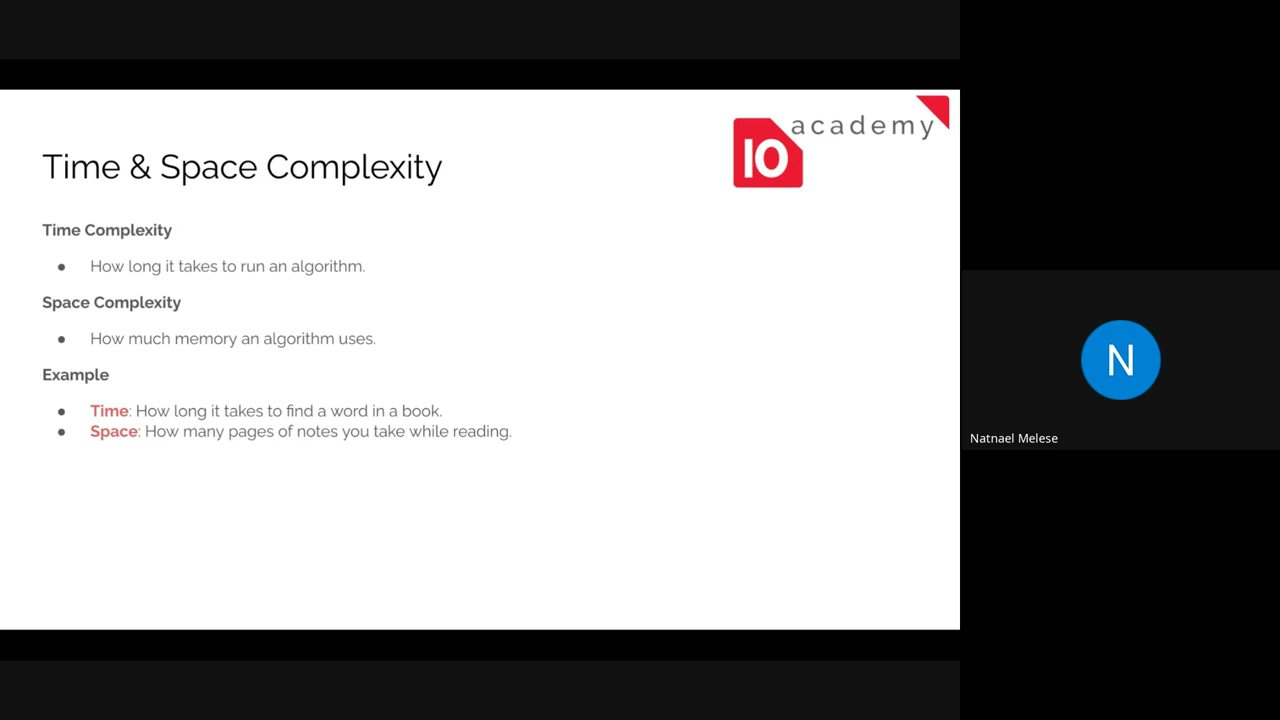 academy
10
Time & Space Complexity
Time Complexity
● How long it takes to run an algorithm.
Space Complexity
● How much memory an algorithm uses.
Example
● Time: How long it takes to find a word in a book.
● Space: How many pages of notes you take while reading.
N
Natnael Melese